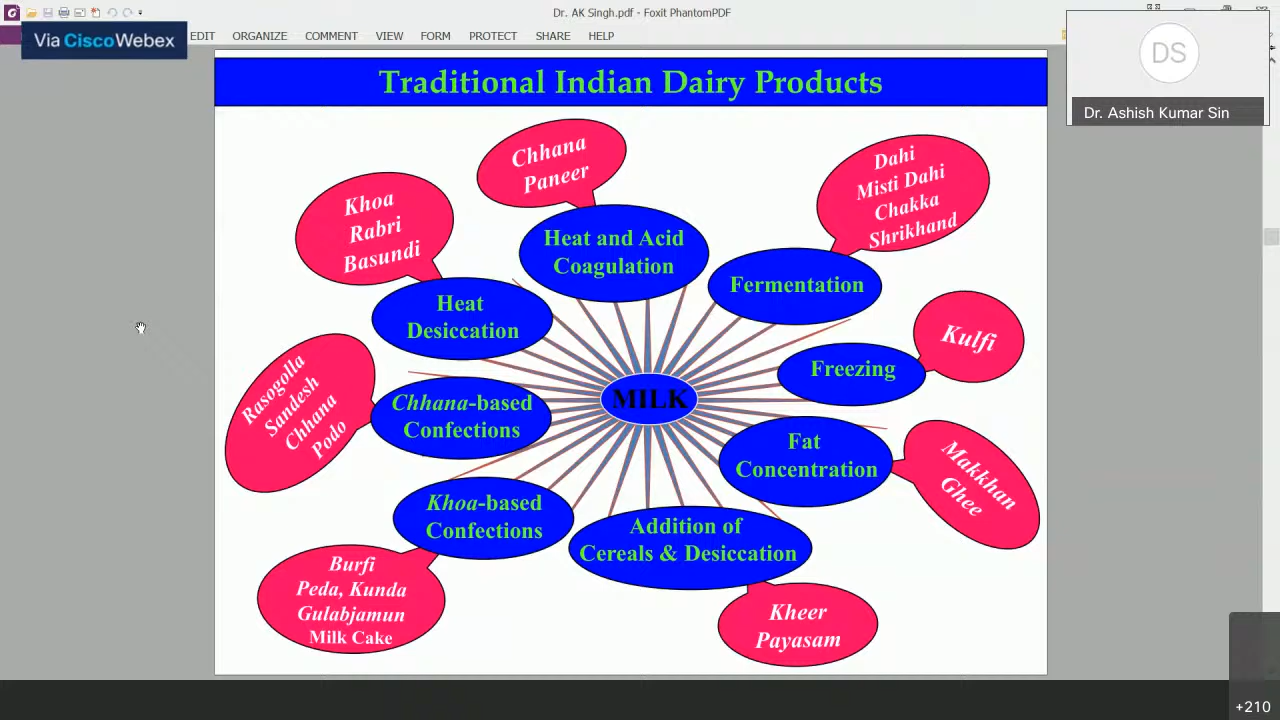 Dr. AK Singh.pdf - Foxit PhantomPDF
Via Cisco Webex
EDIT ORGANIZE COMMENT VIEW FORM PROTECT SHARE HELP
DS
Dr. Ashish Kumar Sin
Traditional Indian Dairy Products
Chhana
Paneer
Dahi
Misti Dahi
Chakka
Shrikhand
Khoa
Rabri
Basundi
Heat and Acid
Coagulation
Fermentation
Heat
Desiccation
Kulfi
Freezing
Rasogolla
Sandesh
Chhana
Podo
Chhana-based
Confections
MILK
Fat
Concentration
Makkhan
Ghee
Khoa-based
Confections
Addition of
Cereals & Desiccation
Burfi
Peda, Kunda
Gulabjamun
Milk Cake
Kheer
Payasam
+210